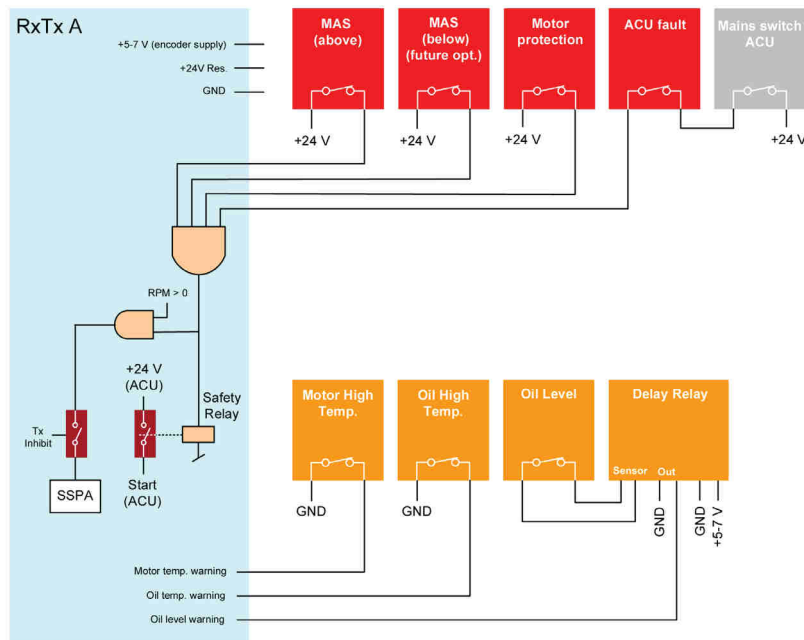 RxTx A
+5-7 V (encoder supply)
+24V Res.
GND
MAS
(above)
MAS
(below)
(future opt.)
Motor
protection
ACU fault
Mains switch
ACU
+24 V
+24 V
+24 V
+24 V
RPM > 0
+24 V
(ACU)
Safety
Relay
Tx
Inhibit
SSPA
Start
(ACU)
Motor High
Temp.
Oil High
Temp.
Oil Level
Delay Relay
Sensor
Out
GND
GND
GND
GND
+5-7 V
Motor temp. warning
Oil temp. warning
Oil level warning